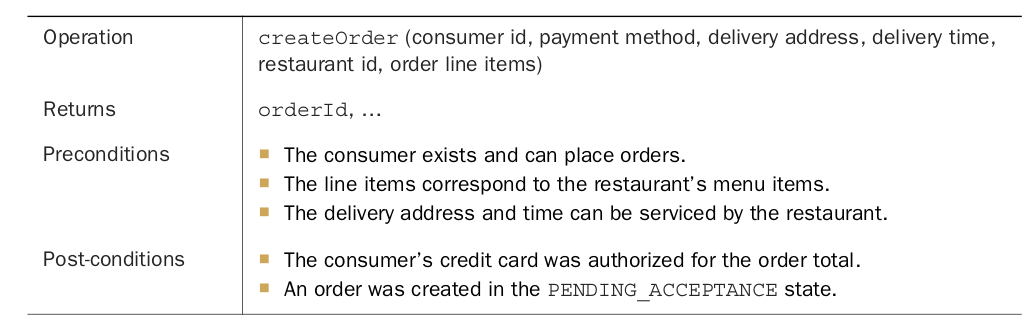 Operation
createOrder (consumer id, payment method, delivery address, delivery time,
restaurant id, order line items)
Returns
orderId, ...
Preconditions
■ The consumer exists and can place orders.
■ The line items correspond to the restaurant's menu items.
■ The delivery address and time can be serviced by the restaurant.
Post-conditions
■ The consumer's credit card was authorized for the order total.
■ An order was created in the PENDING_ACCEPTANCE state.